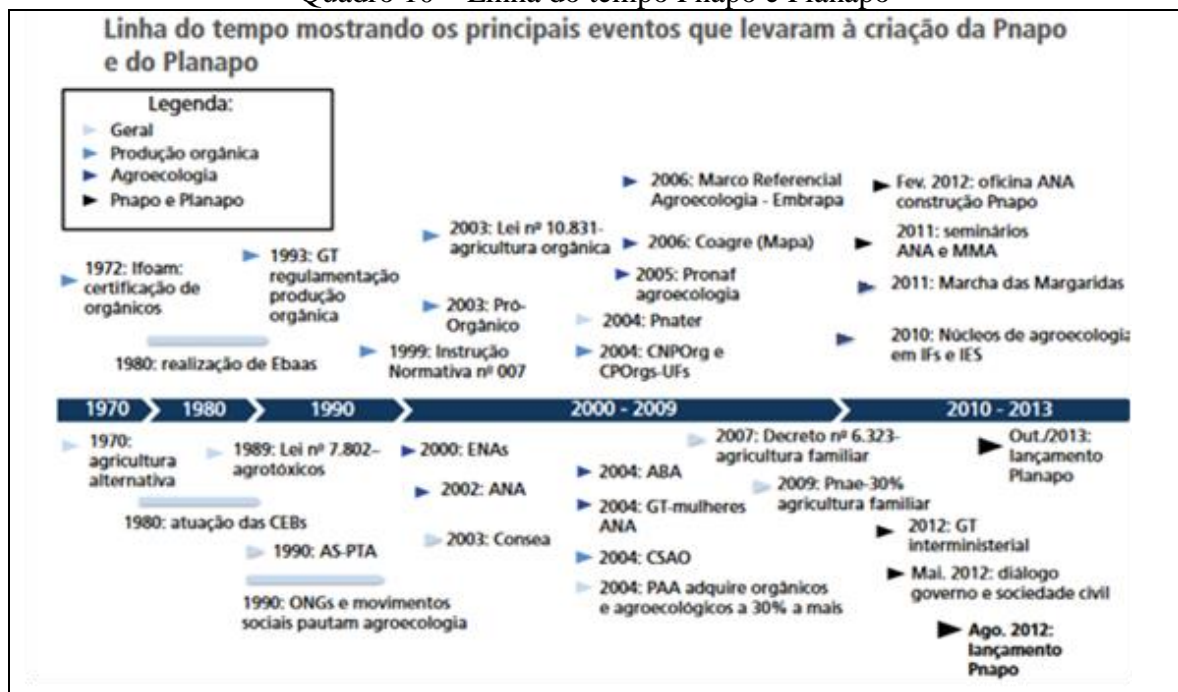 Quadro 10 – Linha do tempo Pnapo e Planapo
Linha do tempo mostrando os principais eventos que levaram à criação da Pnapo
e do Planapo
Legenda:
Geral
Produção orgânica
Agroecologia
Pnapo e Planapo
1972: Ifoam:
certificação de
orgânicos
1993: GT
regulamentação
produção
orgânica
1980: realização de Ebaas
2003: Lei nº 10.831-
agricultura orgânica
2003: Pró-
Orgânico
1999: Instrução
Normativa nº 007
2006: Marco Referencial
Agroecologia - Embrapa
2006: Coagre (Mapa)
2005: Pronaf
agroecologia
2004: Pnater
2004: CNPOrg e
CPOrgs-UFs
Fev. 2012: oficina ANA
construção Pnapo
2011: seminários
ANA e MMA
2011: Marcha das Margaridas
2010: Núcleos de agroecologia
em IFs e IES
1970 1980 1990 2000 - 2009 2010 - 2013
1970:
agricultura
alternativa
1989: Lei nº 7.802–
agrotóxicos
1980: atuação das CEBs
1990: AS-PTA
1990: ONGs e movimentos
sociais pautam agroecologia
2000: ENAs
2002: ANA
2003: Consea
2004: ABA
2004: GT-mulheres
ANA
2004: CSAO
2004: PAA adquire orgânicos
e agroecológicos a 30% a mais
2007: Decreto nº 6.323-
agricultura familiar
2009: Pnae-30%
agricultura familiar
Out./2013:
lançamento
Planapo
2012: GT
interministerial
Mai. 2012: diálogo
governo e sociedade civil
Ago. 2012:
lançamento
Pnapo